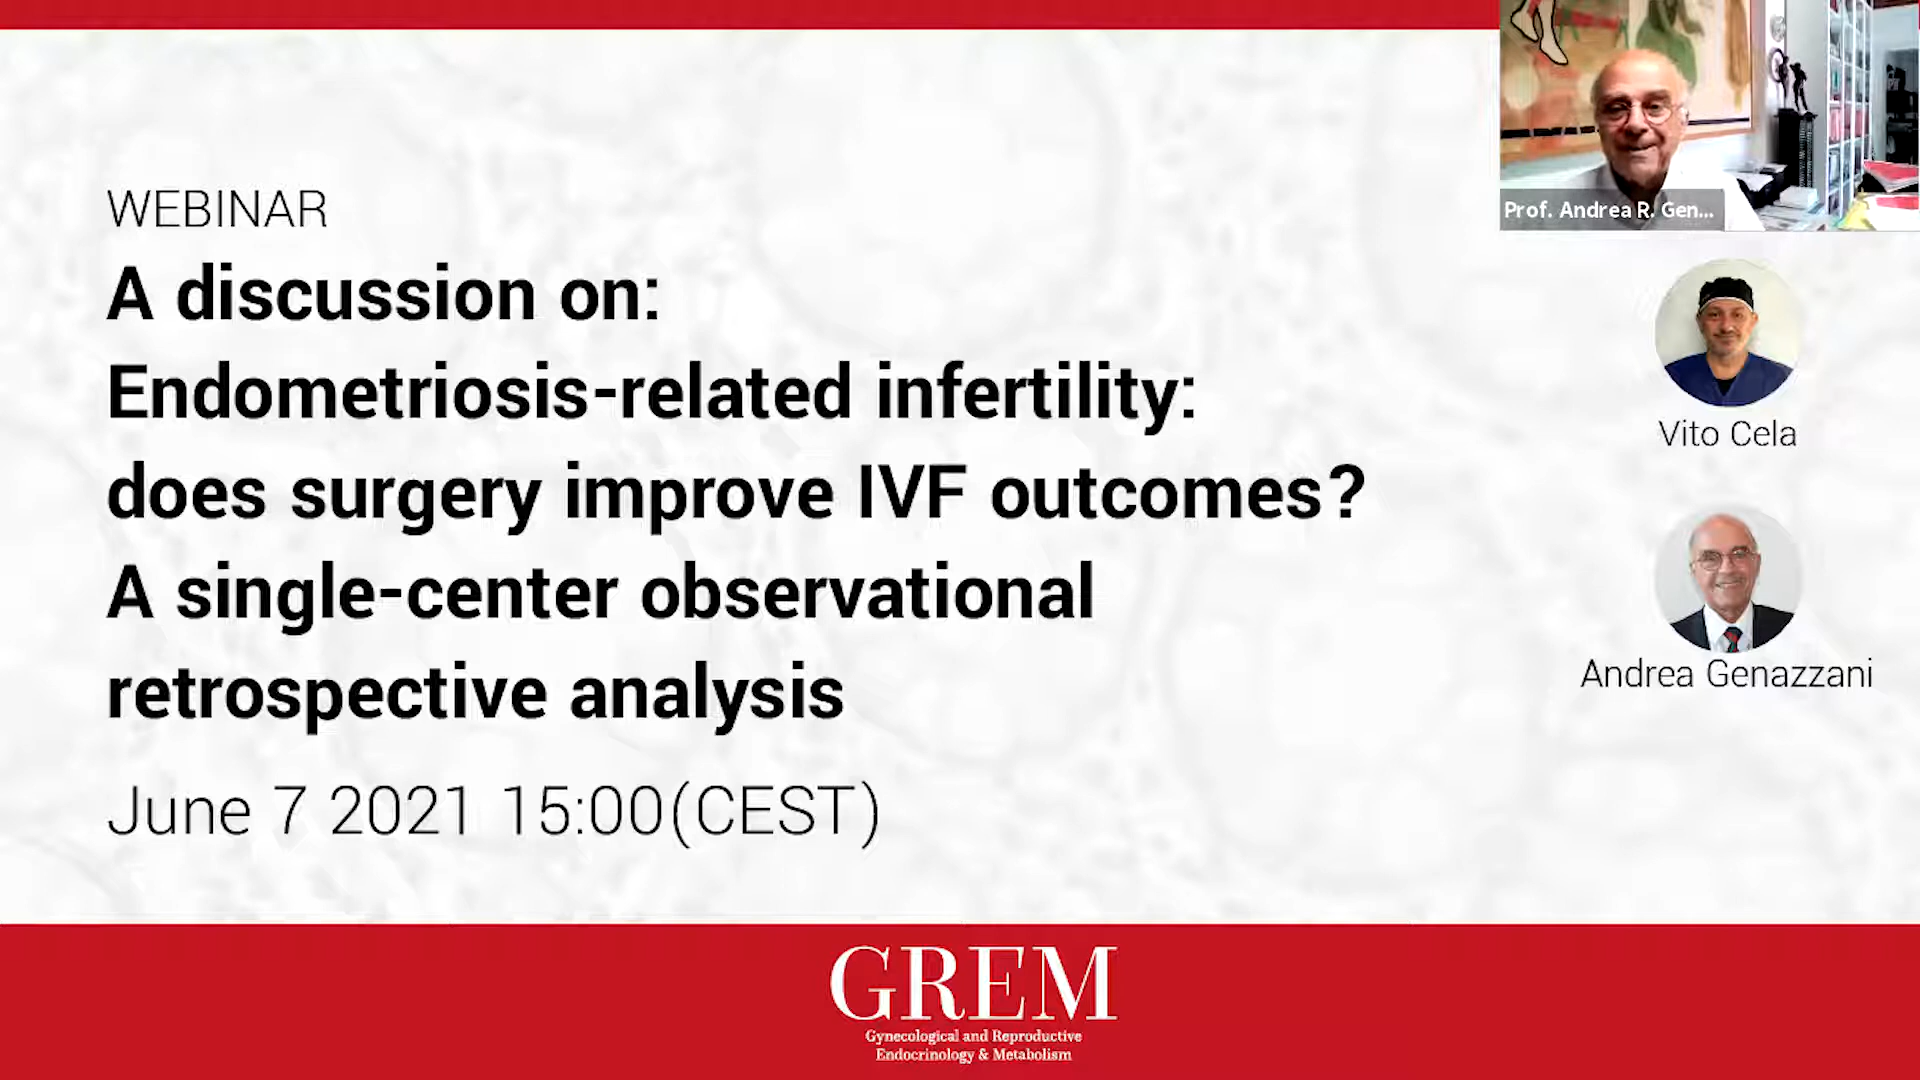 WEBINAR
A discussion on:
Endometriosis-related infertility:
does surgery improve IVF outcomes?
A single-center observational
retrospective analysis
June 7 2021 15:00(CEST)
Prof. Andrea R. Gen...
Vito Cela
Andrea Genazzani
GREM
Gynecological and Reproductive
Endocrinology & Metabolism